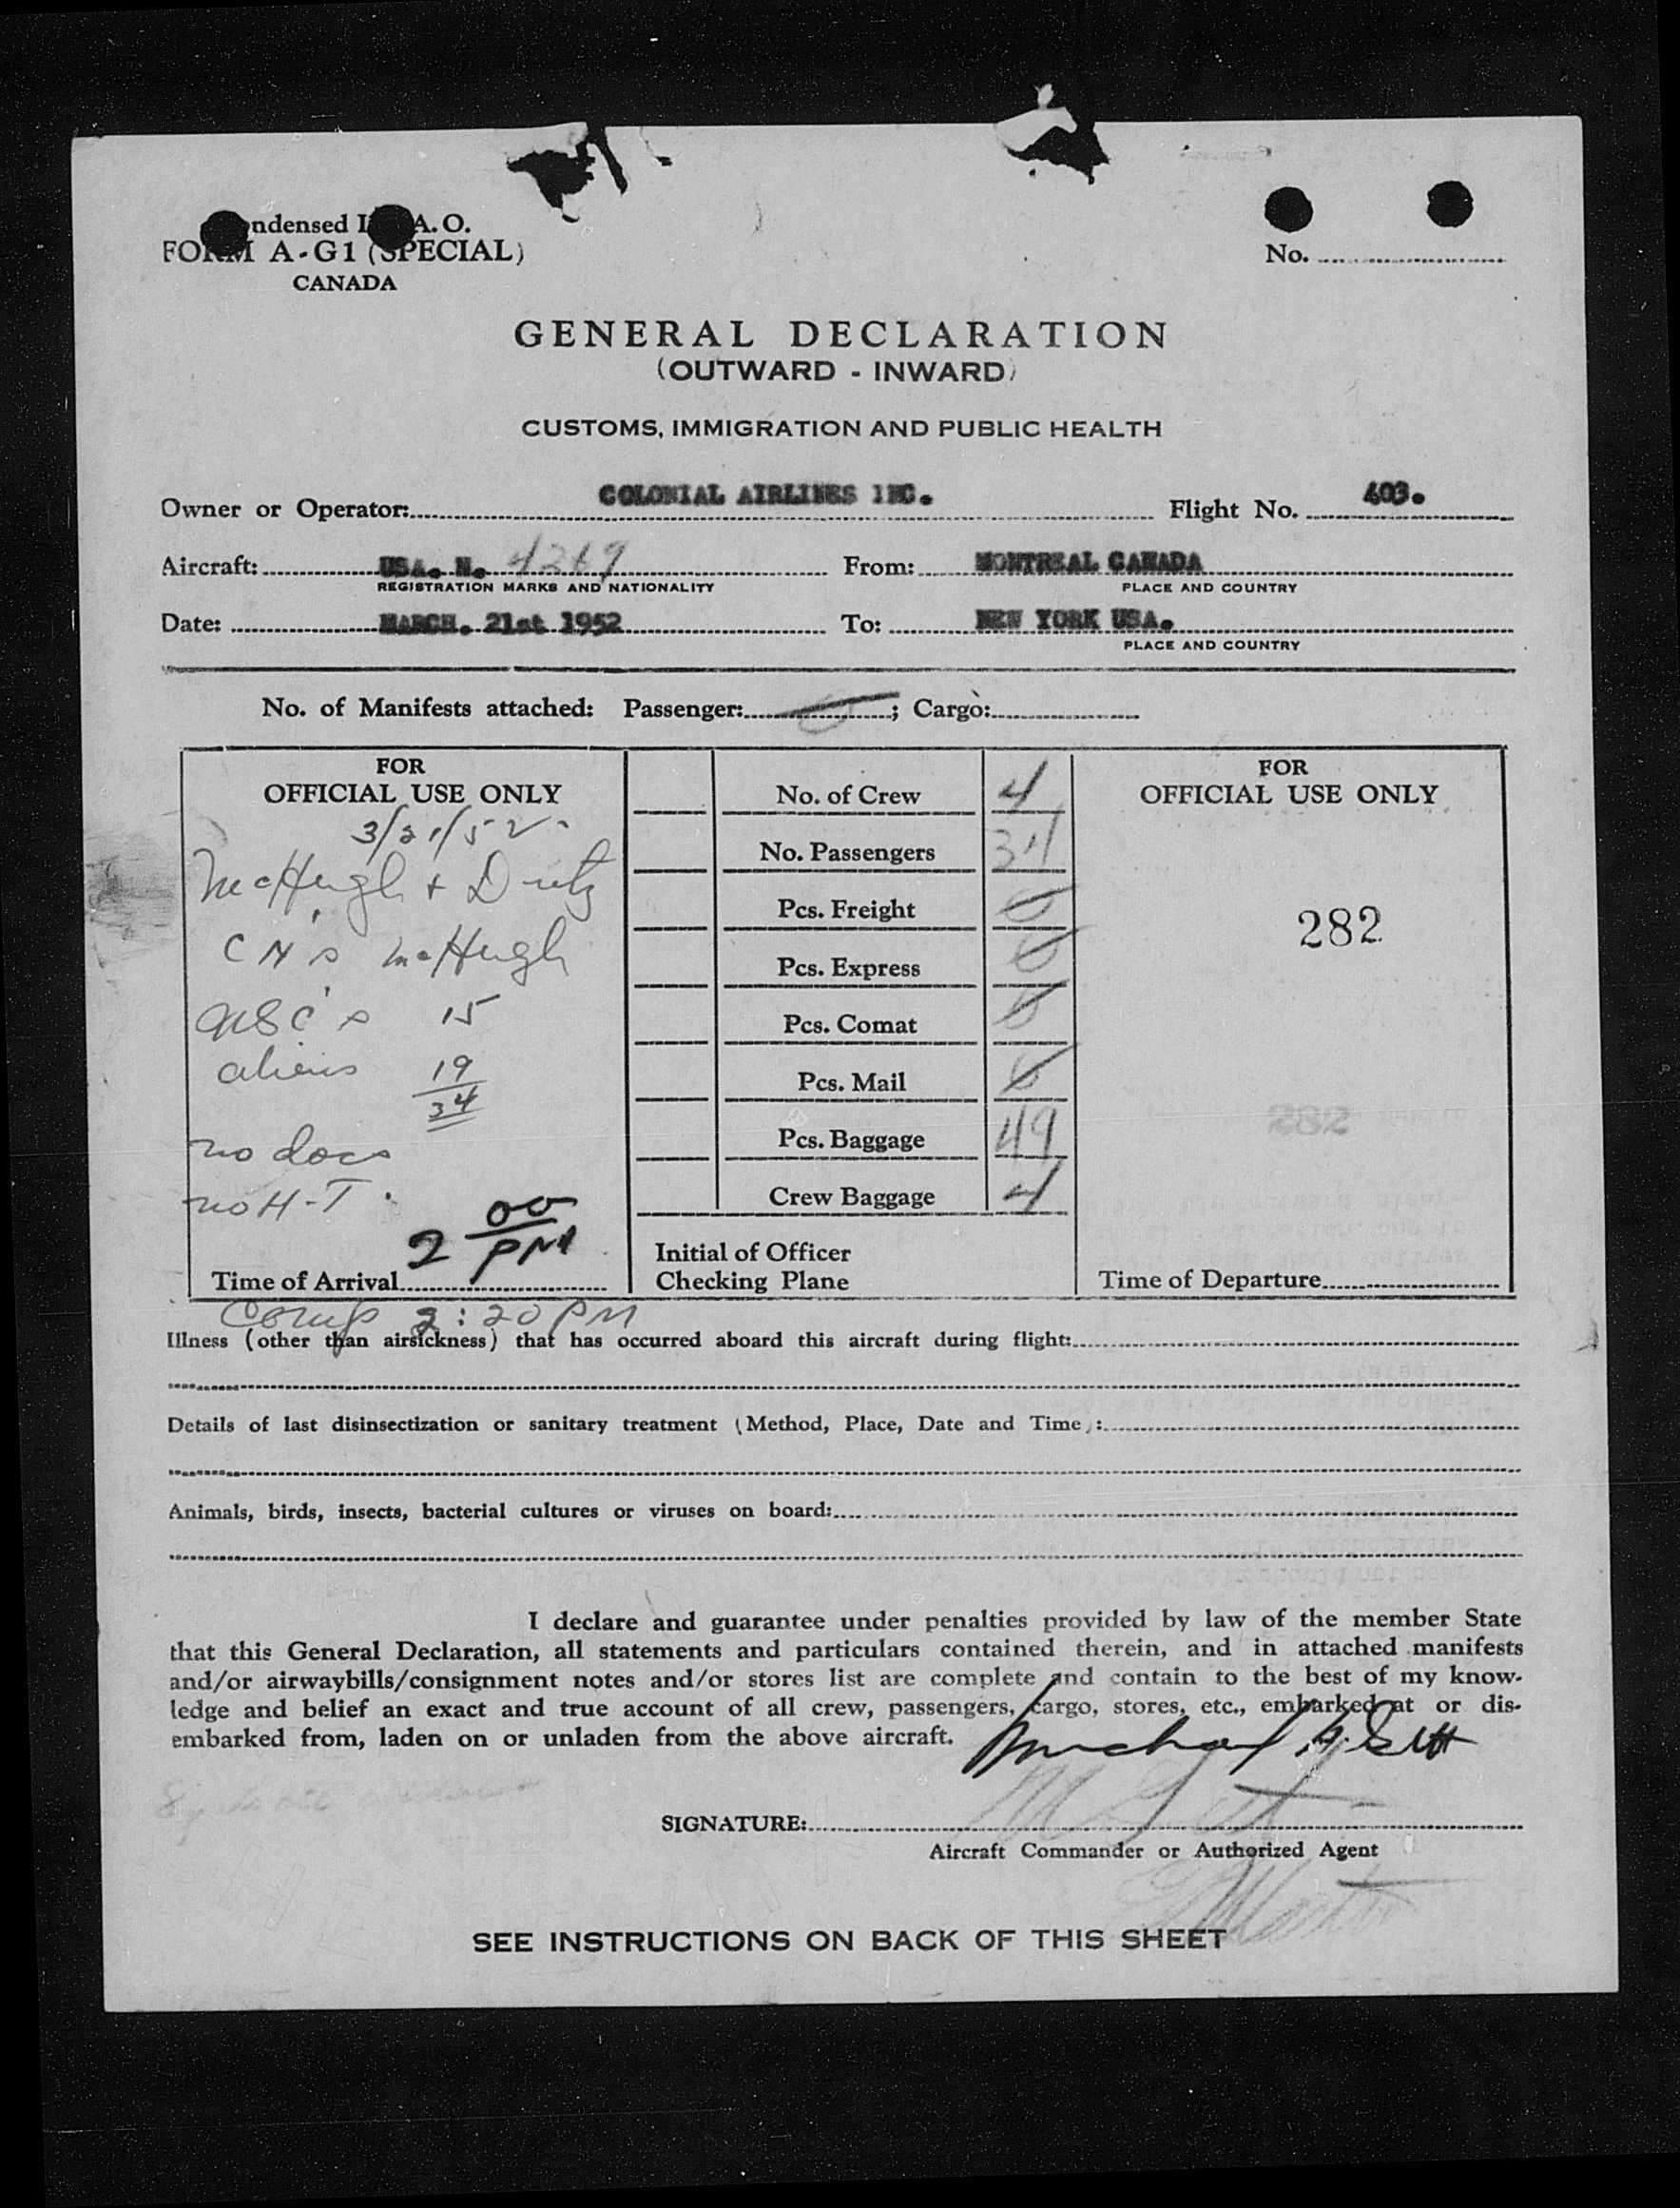 Condensed I.C.A.O.
FORM A-G1 (SPECIAL)
CANADA
No.
GENERAL DECLARATION
(OUTWARD - INWARD)
CUSTOMS, IMMIGRATION AND PUBLIC HEALTH
Owner or Operator: COLONIAL AIRLINES INC. Flight No. 403.
Aircraft: USA. N. 4269 From: MONTREAL CANADA
REGISTRATION MARKS AND NATIONALITY PLACE AND COUNTRY
Date: MARCH. 21st 1952 To: NEW YORK USA.
PLACE AND COUNTRY
No. of Manifests attached: Passenger: 0; Cargo:
FOR
OFFICIAL USE ONLY
3/21/52
McHugh +
CN's McHugh
USC's 15
aliens 19
34
no docs
no H-T.
2 00 PM
Time of Arrival
No. of Crew 4
No. Passengers 34
Pcs. Freight 0
Pcs. Express 0
Pcs. Comat 0
Pcs. Mail 0
Pcs. Baggage 49
Crew Baggage 4
Initial of Officer
Checking Plane
FOR
OFFICIAL USE ONLY
282
Time of Departure
Comp 2:20 PM
Illness (other than airsickness) that has occurred aboard this aircraft during flight:
Details of last disinsectization or sanitary treatment (Method, Place, Date and Time):
Animals, birds, insects, bacterial cultures or viruses on board:
I declare and guarantee under penalties provided by law of the member State
that this General Declaration, all statements and particulars contained therein, and in attached manifests
and/or airwaybills/consignment notes and/or stores list are complete and contain to the best of my know-
ledge and belief an exact and true account of all crew, passengers, cargo, stores, etc., embarked at or dis-
embarked from, laden on or unladen from the above aircraft.
Michael
SIGNATURE:
Aircraft Commander or Authorized Agent
SEE INSTRUCTIONS ON BACK OF THIS SHEET